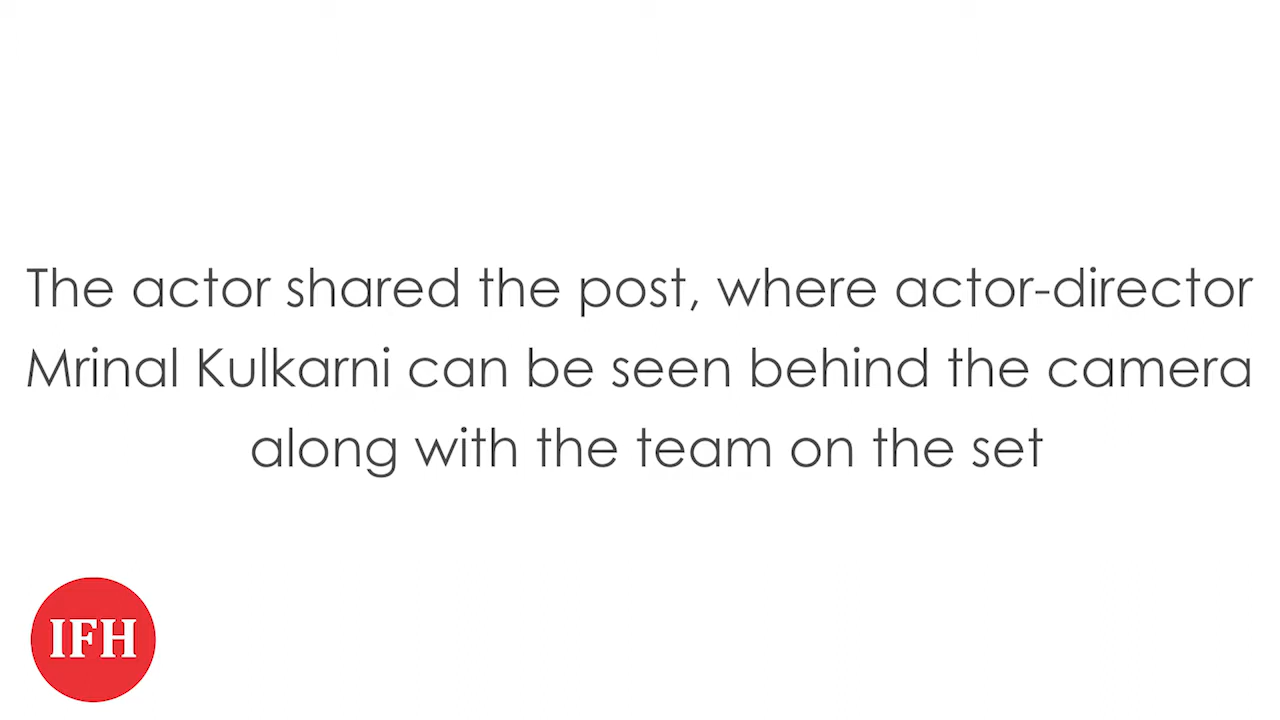 The actor shared the post, where actor-director
Mrinal Kulkarni can be seen behind the camera
along with the team on the set
IFH